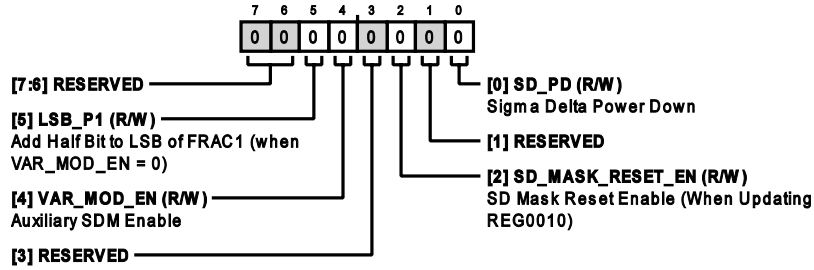 7 6 5 4 3 2 1 0
0 0 0 0 0 0 0 0
[7:6] RESERVED
[5] LSB_P1 (R/W)
Add Half Bit to LSB of FRAC1 (when
VAR_MOD_EN = 0)
[4] VAR_MOD_EN (R/W)
Auxiliary SDM Enable
[3] RESERVED
[0] SD_PD (R/W)
Sigma Delta Power Down
[1] RESERVED
[2] SD_MASK_RESET_EN (R/W)
SD Mask Reset Enable (When Updating
REG0010)